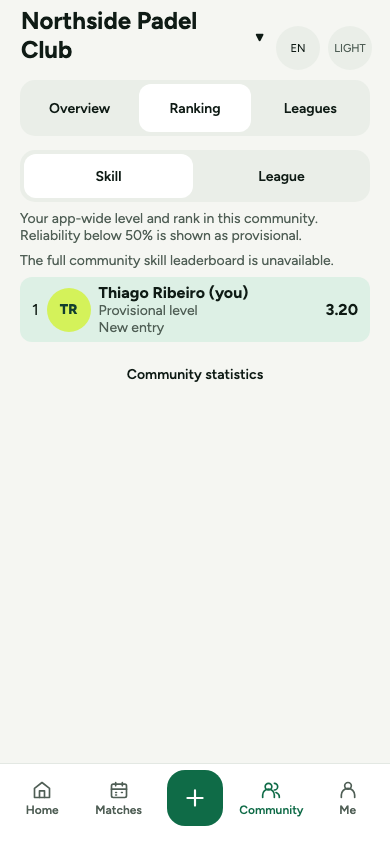 Northside Padel
Club
▼
EN
LIGHT
Overview
Ranking
Leagues
Skill
League
Your app-wide level and rank in this community.
Reliability below 50% is shown as provisional.
The full community skill leaderboard is unavailable.
1
TR
Thiago Ribeiro (you)
Provisional level
New entry
3.20
Community statistics
Home
Matches
+
Community
Me